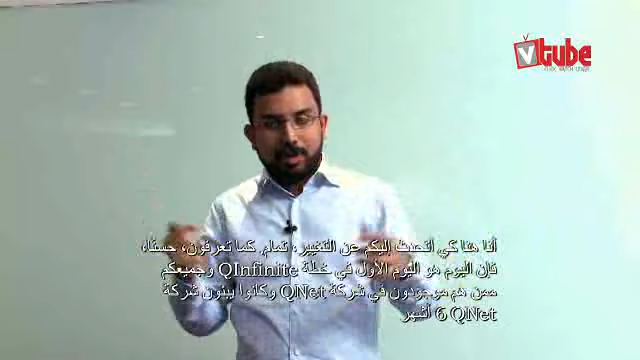 vtube
أنا هنا كي أتحدث إليكم عن التغيير، تمام. كما تعرفون، حسنًا،
فإن اليوم هو اليوم الأول في خطة QInfinite وجميعكم
ممن هم موجودون في شركة QNet وكانوا يبنون شركة
QNet 6 أشهر